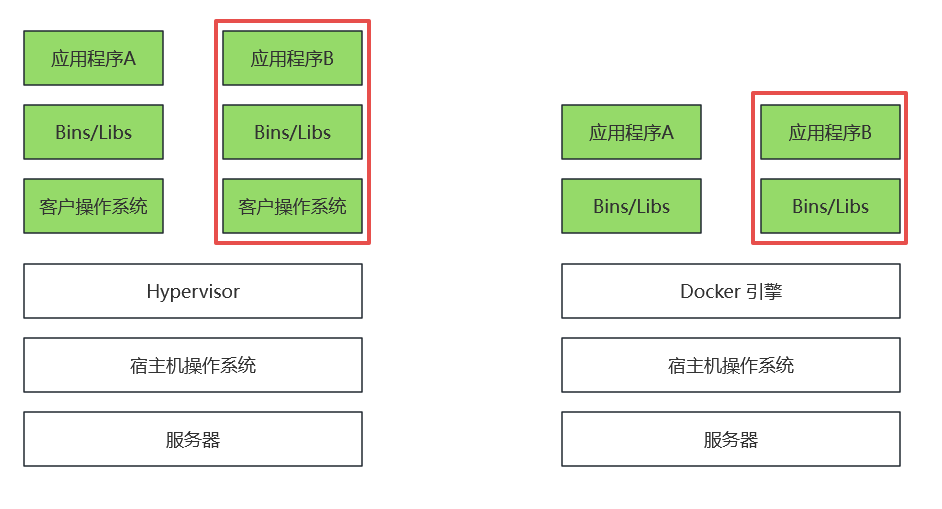 应用程序A
应用程序B
Bins/Libs
Bins/Libs
客户操作系统
客户操作系统
Hypervisor
宿主机操作系统
服务器
应用程序A
应用程序B
Bins/Libs
Bins/Libs
Docker 引擎
宿主机操作系统
服务器